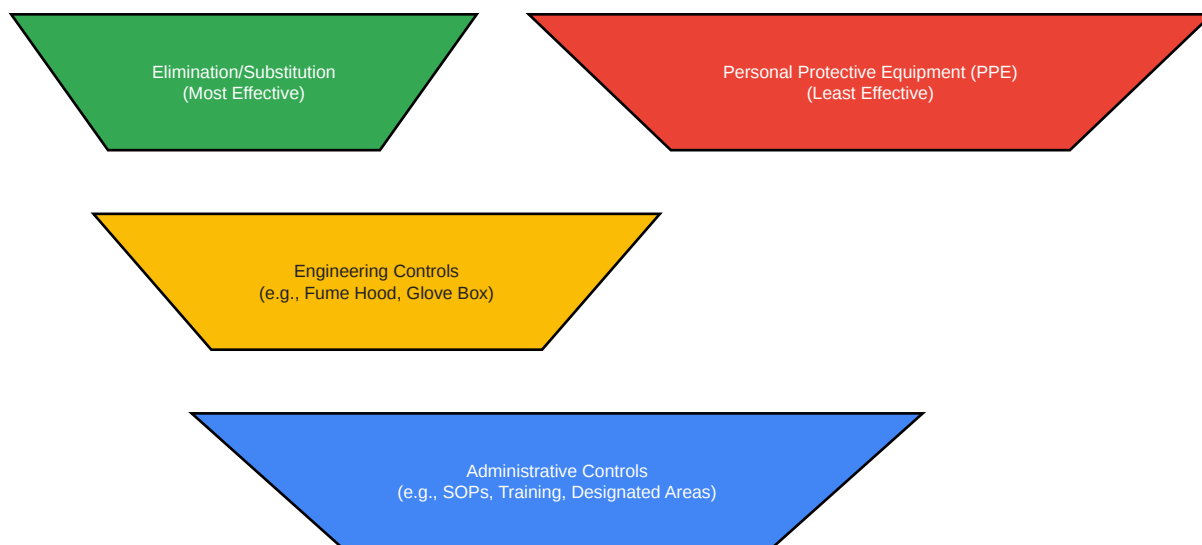 Elimination/Substitution
(Most Effective)
Personal Protective Equipment (PPE)
(Least Effective)
Engineering Controls
(e.g., Fume Hood, Glove Box)
Administrative Controls
(e.g., SOPs, Training, Designated Areas)